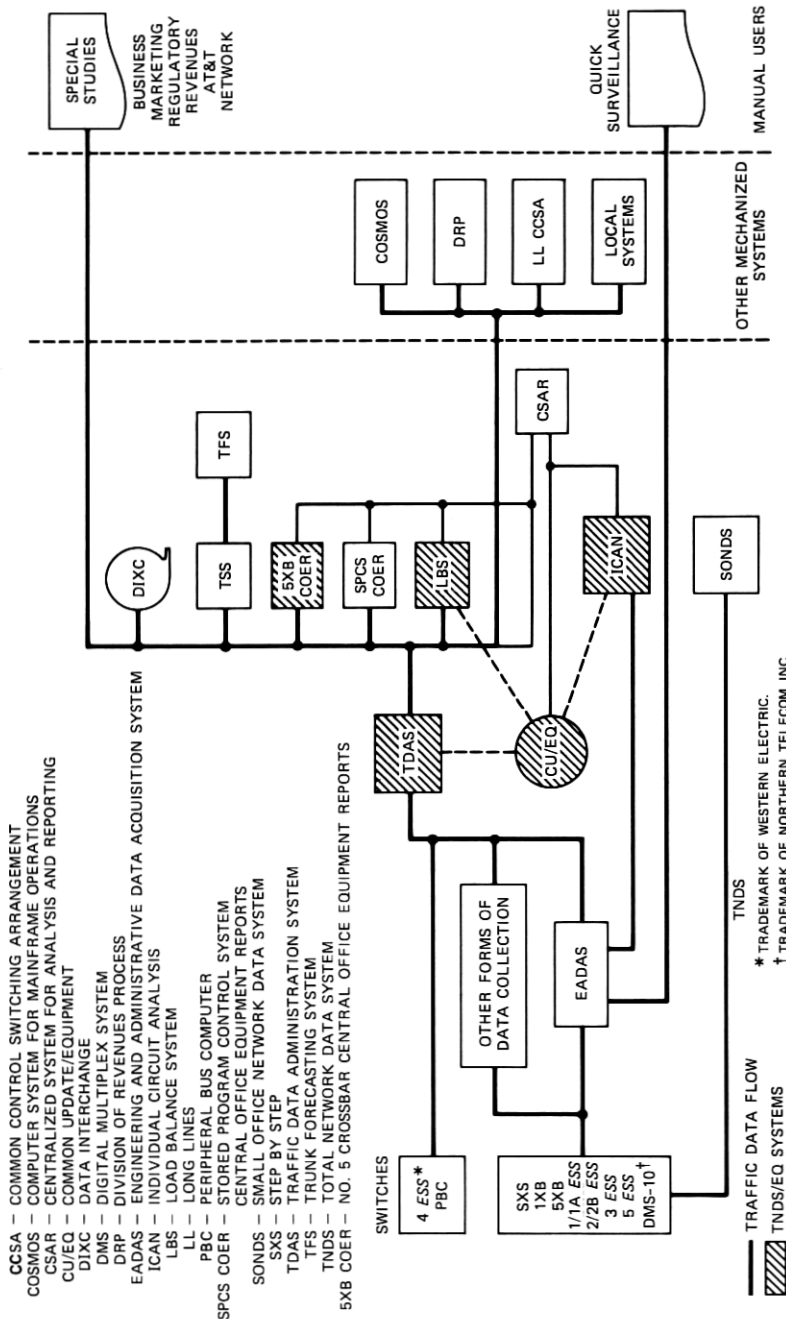 CCSA – COMMON CONTROL SWITCHING ARRANGEMENT
COSMOS – COMPUTER SYSTEM FOR MAINFRAME OPERATIONS
CSAR – CENTRALIZED SYSTEM FOR ANALYSIS AND REPORTING
CU/EQ – COMMON UPDATE/EQUIPMENT
DIXC – DATA INTERCHANGE
DMS – DIGITAL MULTIPLEX SYSTEM
DRP – DIVISION OF REVENUES PROCESS
EADAS – ENGINEERING AND ADMINISTRATIVE DATA ACQUISITION SYSTEM
ICAN – INDIVIDUAL CIRCUIT ANALYSIS
LBS – LOAD BALANCE SYSTEM
LL – LONG LINES
PBC – PERIPHERAL BUS COMPUTER
SPCS COER – STORED PROGRAM CONTROL SYSTEM
CENTRAL OFFICE EQUIPMENT REPORTS
SONDS – SMALL OFFICE NETWORK DATA SYSTEM
SXS – STEP BY STEP
TDAS – TRAFFIC DATA ADMINISTRATION SYSTEM
TFS – TRUNK FORECASTING SYSTEM
TNDS – TOTAL NETWORK DATA SYSTEM
5XB COER – NO. 5 CROSSBAR CENTRAL OFFICE EQUIPMENT REPORTS
SWITCHES
4 ESS*
PBC
SXS
1XB
5XB
1/1A ESS
2/2B ESS
3 ESS
5 ESS
DMS-10†
OTHER FORMS OF
DATA COLLECTION
EADAS
TDAS
CU/EQ
DIXC
TSS
TFS
5XB
COER
SPCS
COER
LBS
CSAR
ICAN
SONDS
TNDS
COSMOS
DRP
LL CCSA
LOCAL
SYSTEMS
OTHER MECHANIZED
SYSTEMS
SPECIAL
STUDIES
BUSINESS
MARKETING
REGULATORY
REVENUES
AT&T
NETWORK
QUICK
SURVEILLANCE
MANUAL USERS
TRAFFIC DATA FLOW
TNDS/EQ SYSTEMS
* TRADEMARK OF WESTERN ELECTRIC.
† TRADEMARK OF NORTHERN TELECOM INC